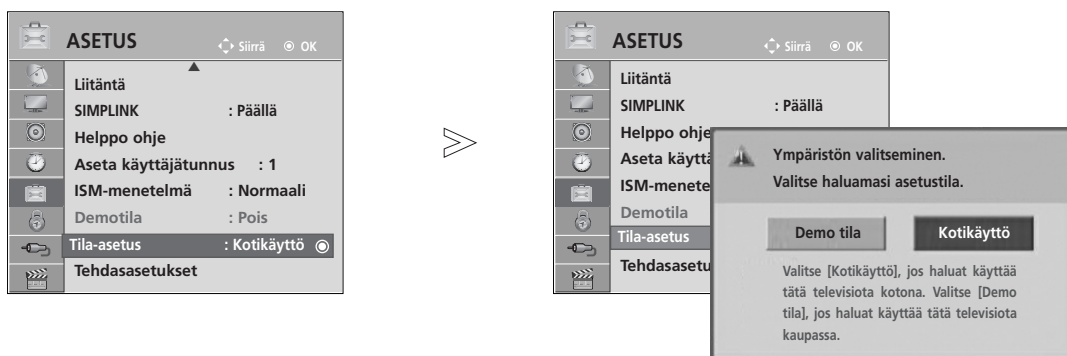 ASETUS
Siirrä OK
Liitäntä
SIMPLINK : Päällä
Helppo ohje
Aseta käyttäjätunnus : 1
ISM-menetelmä : Normaali
Demotila : Pois
Tila-asetus : Kotikäyttö
Tehdasasetukset
ASETUS
Siirrä OK
Liitäntä
SIMPLINK : Päällä
Helppo ohje
Aseta käyttä
ISM-menete
Demotila
Tila-asetus
Tehdasasetu
Ympäristön valitseminen.
Valitse haluamasi asetustila.
Demo tila
Kotikäyttö
Valitse [Kotikäyttö], jos haluat käyttää
tätä televisiota kotona. Valitse [Demo
tila], jos haluat käyttää tätä televisiota
kaupassa.